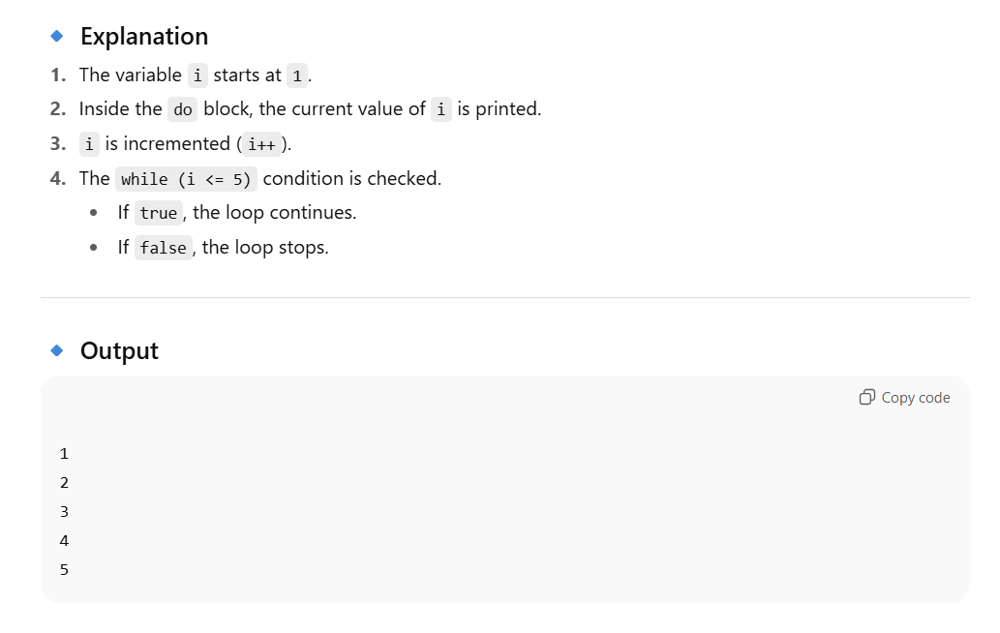 Explanation
1. The variable i starts at 1.
2. Inside the do block, the current value of i is printed.
3. i is incremented (i++).
4. The while (i <= 5) condition is checked.
• If true, the loop continues.
• If false, the loop stops.
Output
Copy code
1
2
3
4
5